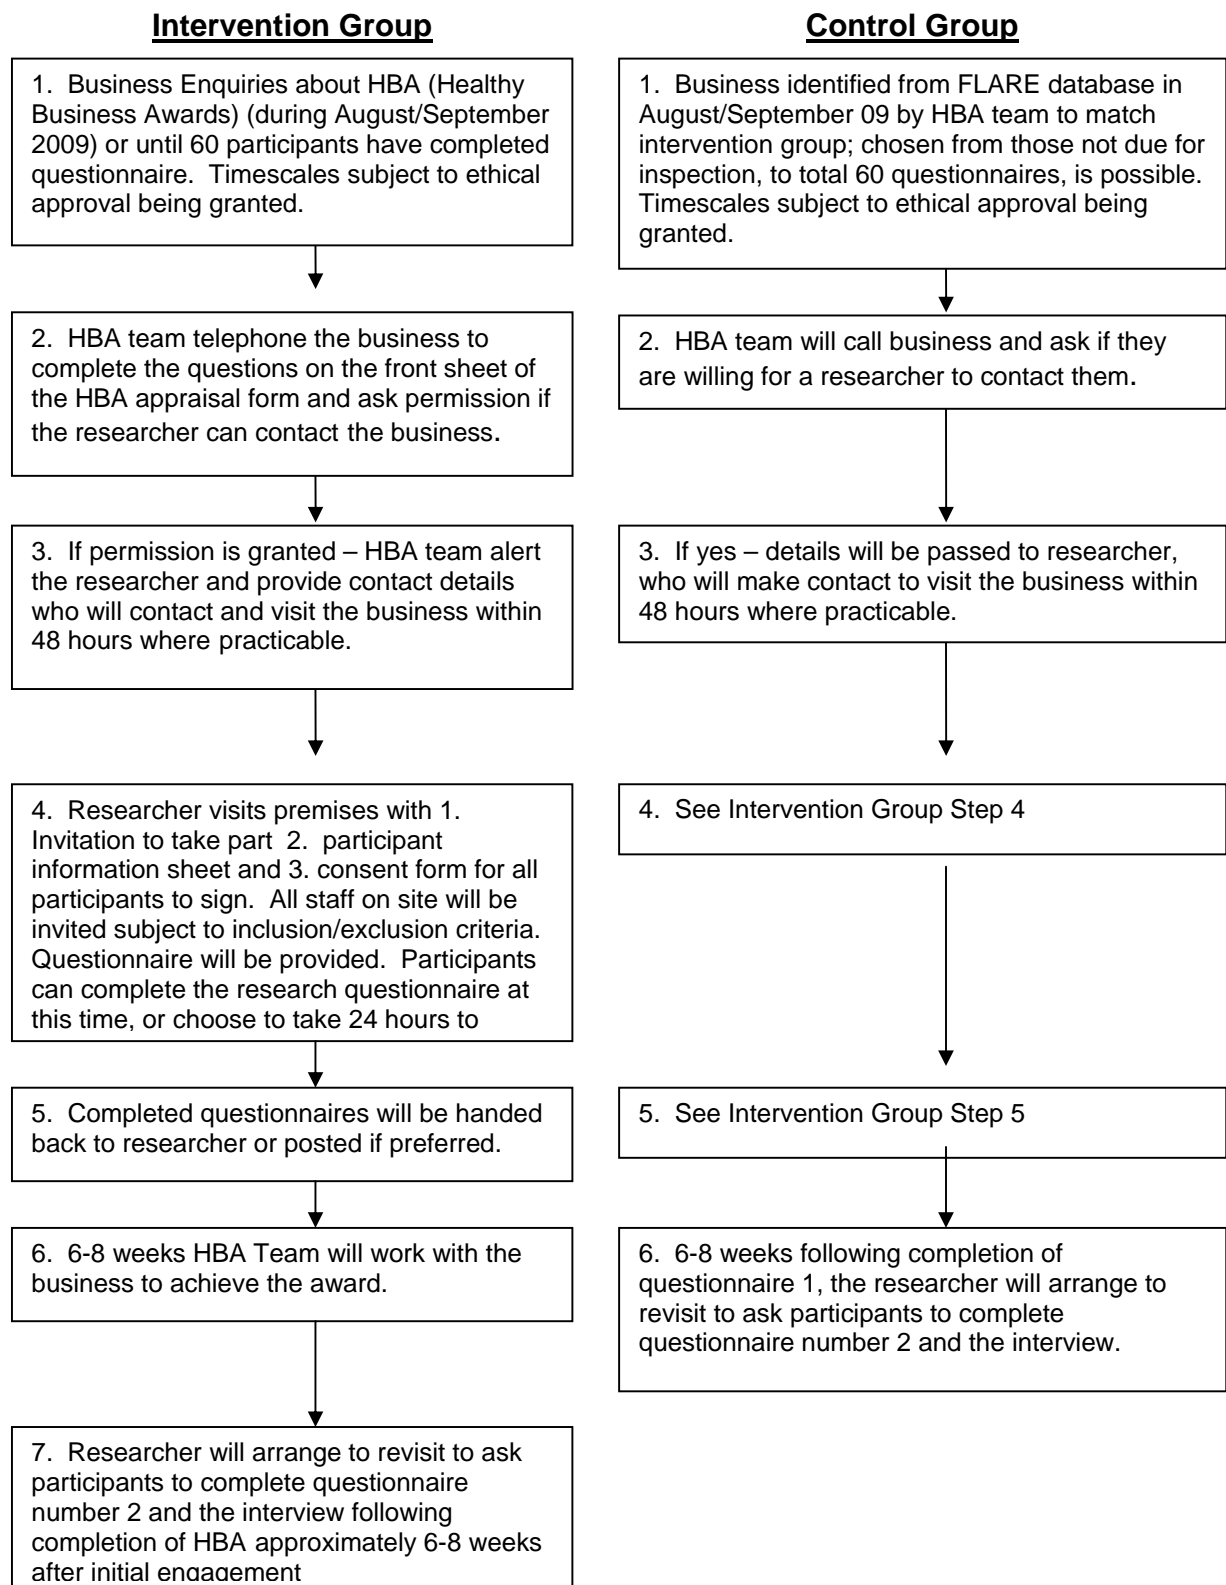 Intervention Group
1.  Business Enquiries about HBA (Healthy
Business Awards) (during August/September
2009) or until 60 participants have completed
questionnaire.  Timescales subject to ethical
approval being granted.
2.  HBA team telephone the business to
complete the questions on the front sheet of
the HBA appraisal form and ask permission if
the researcher can contact the business.
3.  If permission is granted – HBA team alert
the researcher and provide contact details
who will contact and visit the business within
48 hours where practicable.
4.  Researcher visits premises with 1.
Invitation to take part  2.  participant
information sheet and 3. consent form for all
participants to sign.  All staff on site will be
invited subject to inclusion/exclusion criteria.
Questionnaire will be provided.  Participants
can complete the research questionnaire at
this time, or choose to take 24 hours to
5.  Completed questionnaires will be handed
back to researcher or posted if preferred.
6.  6-8 weeks HBA Team will work with the
business to achieve the award.
7.  Researcher will arrange to revisit to ask
participants to complete questionnaire
number 2 and the interview following
completion of HBA approximately 6-8 weeks
after initial engagement
Control Group
1.  Business identified from FLARE database in
August/September 09 by HBA team to match
intervention group; chosen from those not due for
inspection, to total 60 questionnaires, is possible.
Timescales subject to ethical approval being
granted.
2.  HBA team will call business and ask if they
are willing for a researcher to contact them.
3.  If yes – details will be passed to researcher,
who will make contact to visit the business within
48 hours where practicable.
4.  See Intervention Group Step 4
5.  See Intervention Group Step 5
6.  6-8 weeks following completion of
questionnaire 1, the researcher will arrange to
revisit to ask participants to complete
questionnaire number 2 and the interview.